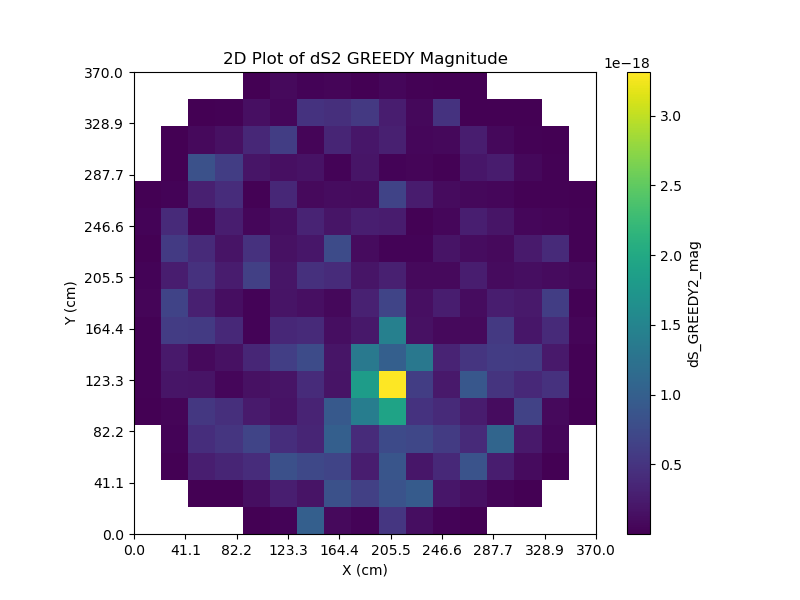 2D Plot of dS2 GREEDY Magnitude
1e−18
370.0
328.9
287.7
246.6
205.5
164.4
123.3
82.2
41.1
0.0
Y (cm)
0.0 41.1 82.2 123.3 164.4 205.5 246.6 287.7 328.9 370.0
X (cm)
3.0
2.5
2.0
1.5
1.0
0.5
dS_GREEDY2_mag